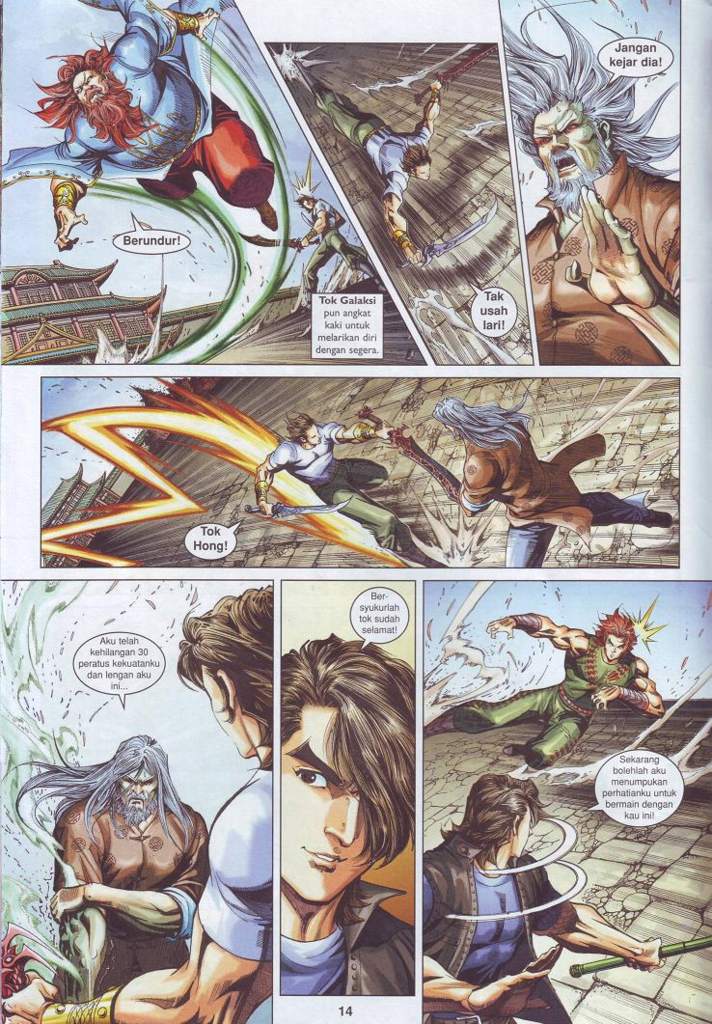 Berundur!
Tok Galaksi
pun angkat
kaki untuk
melarikan diri
dengan segera.
Tak
usah
lari!
Jangan
kejar dia!
Tok
Hong!
Aku telah
kehilangan 30
peratus kekuatanku
dan lengan aku
ini...
Ber-
syukurlah
tok sudah
selamat!
Sekarang
bolehlah aku
menumpukan
perhatianku untuk
bermain dengan
kau ini!
14